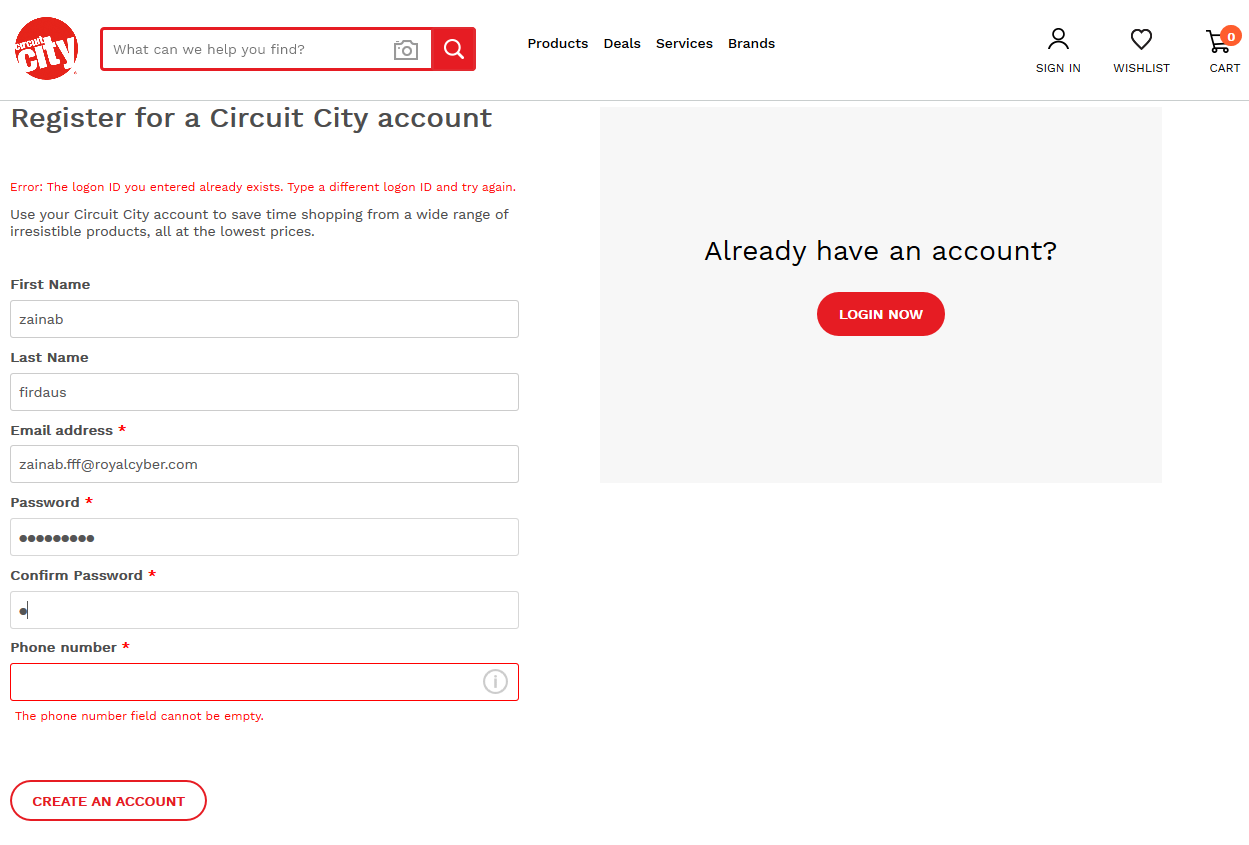 circuit city
What can we help you find?
Products Deals Services Brands
SIGN IN
WISHLIST
0
CART
Register for a Circuit City account
Error: The logon ID you entered already exists. Type a different logon ID and try again.
Use your Circuit City account to save time shopping from a wide range of
irresistible products, all at the lowest prices.
First Name
zainab
Last Name
firdaus
Email address *
zainab.fff@royalcyber.com
Password *
●●●●●●●●●
Confirm Password *
●
Phone number *
The phone number field cannot be empty.
CREATE AN ACCOUNT
Already have an account?
LOGIN NOW